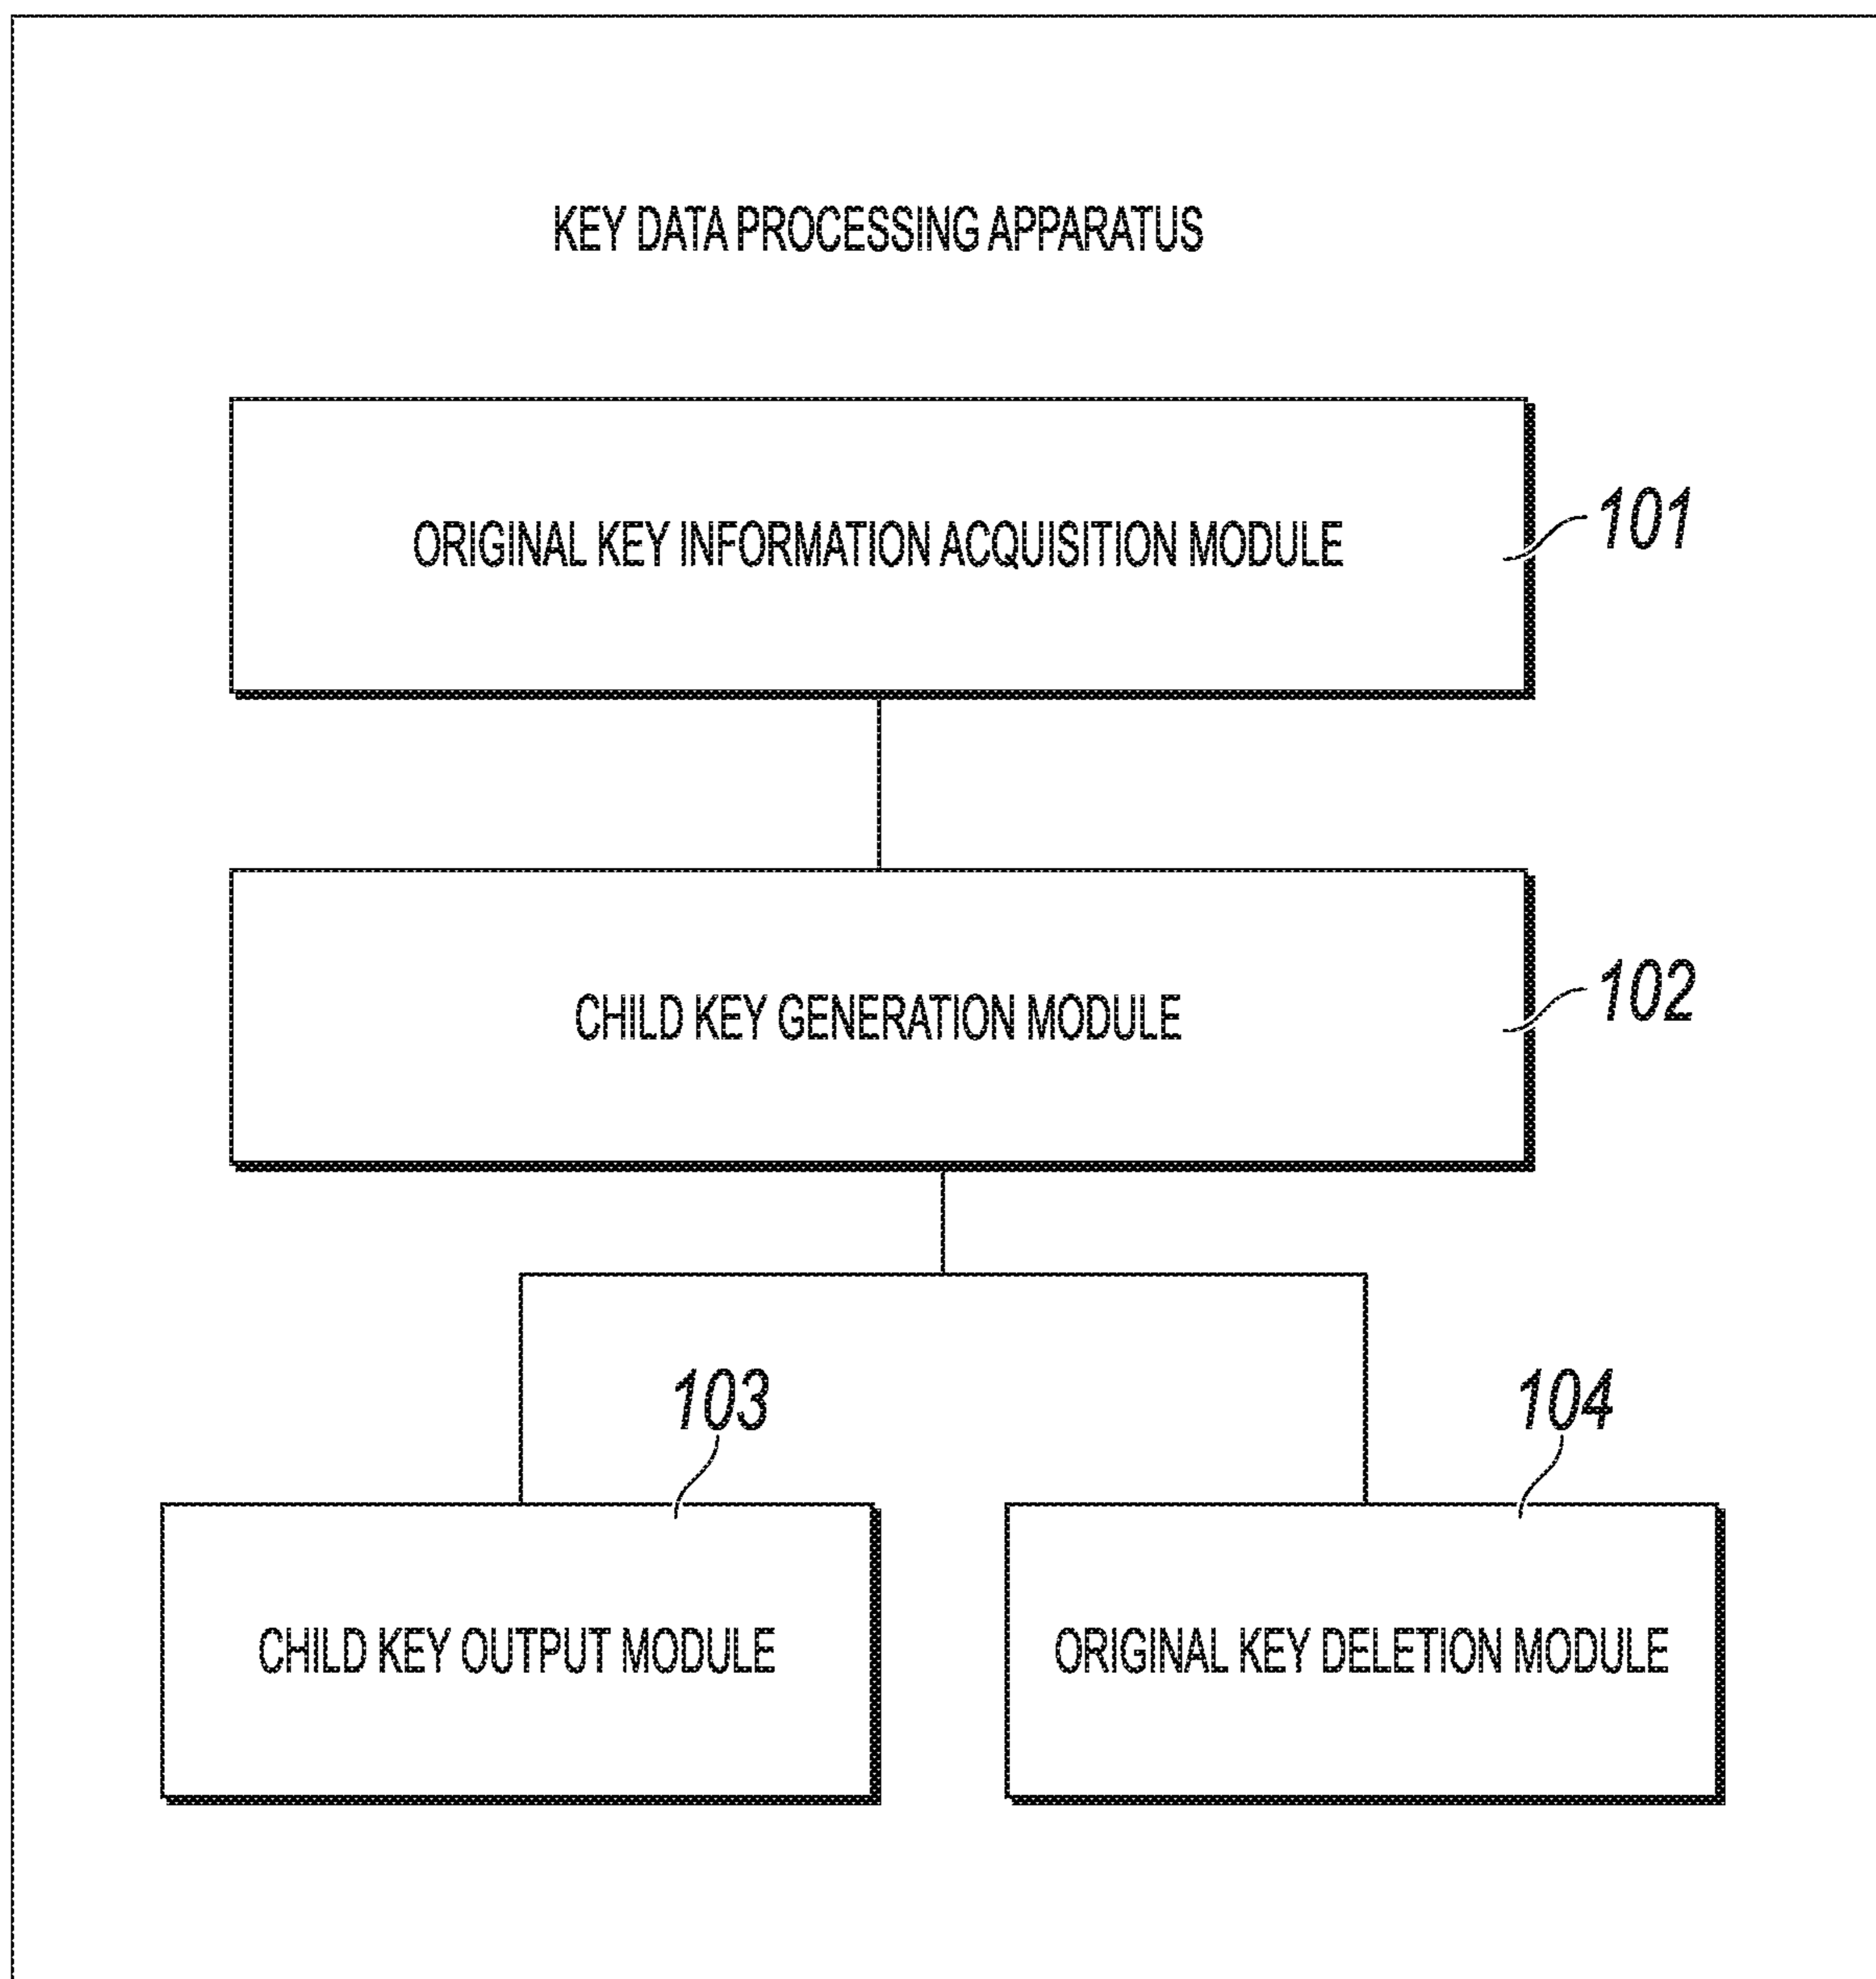 KEY DATA PROCESSING APPARATUS
ORIGINAL KEY INFORMATION ACQUISITION MODULE
101
CHILD KEY GENERATION MODULE
102
103
104
CHILD KEY OUTPUT MODULE
ORIGINAL KEY DELETION MODULE